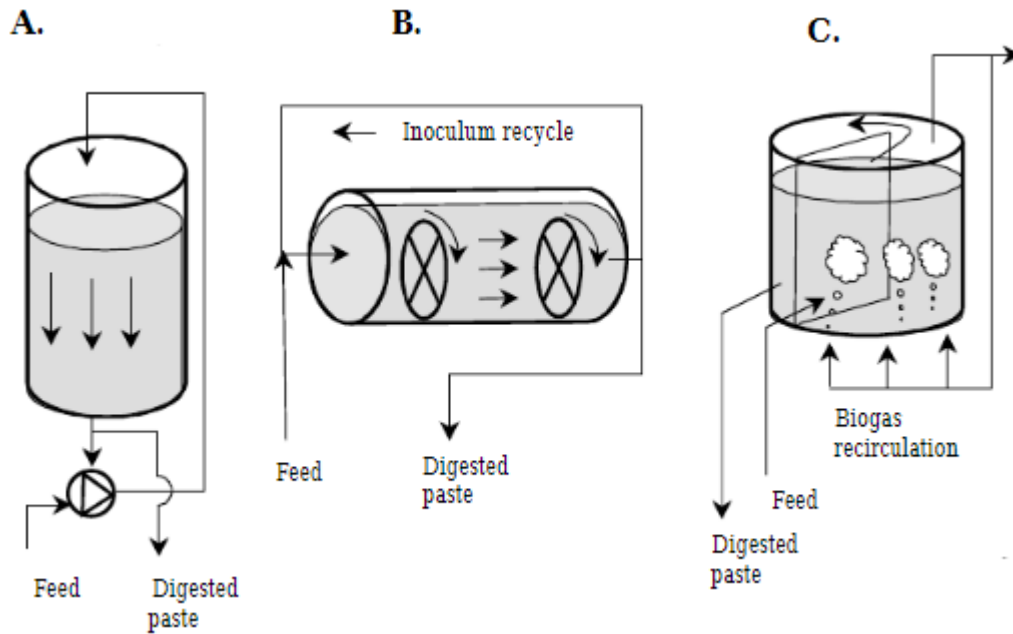 A.
B.
C.
Inoculum recycle
Feed
Digested
paste
Feed
Digested
paste
Biogas
recirculation
Feed
Digested
paste